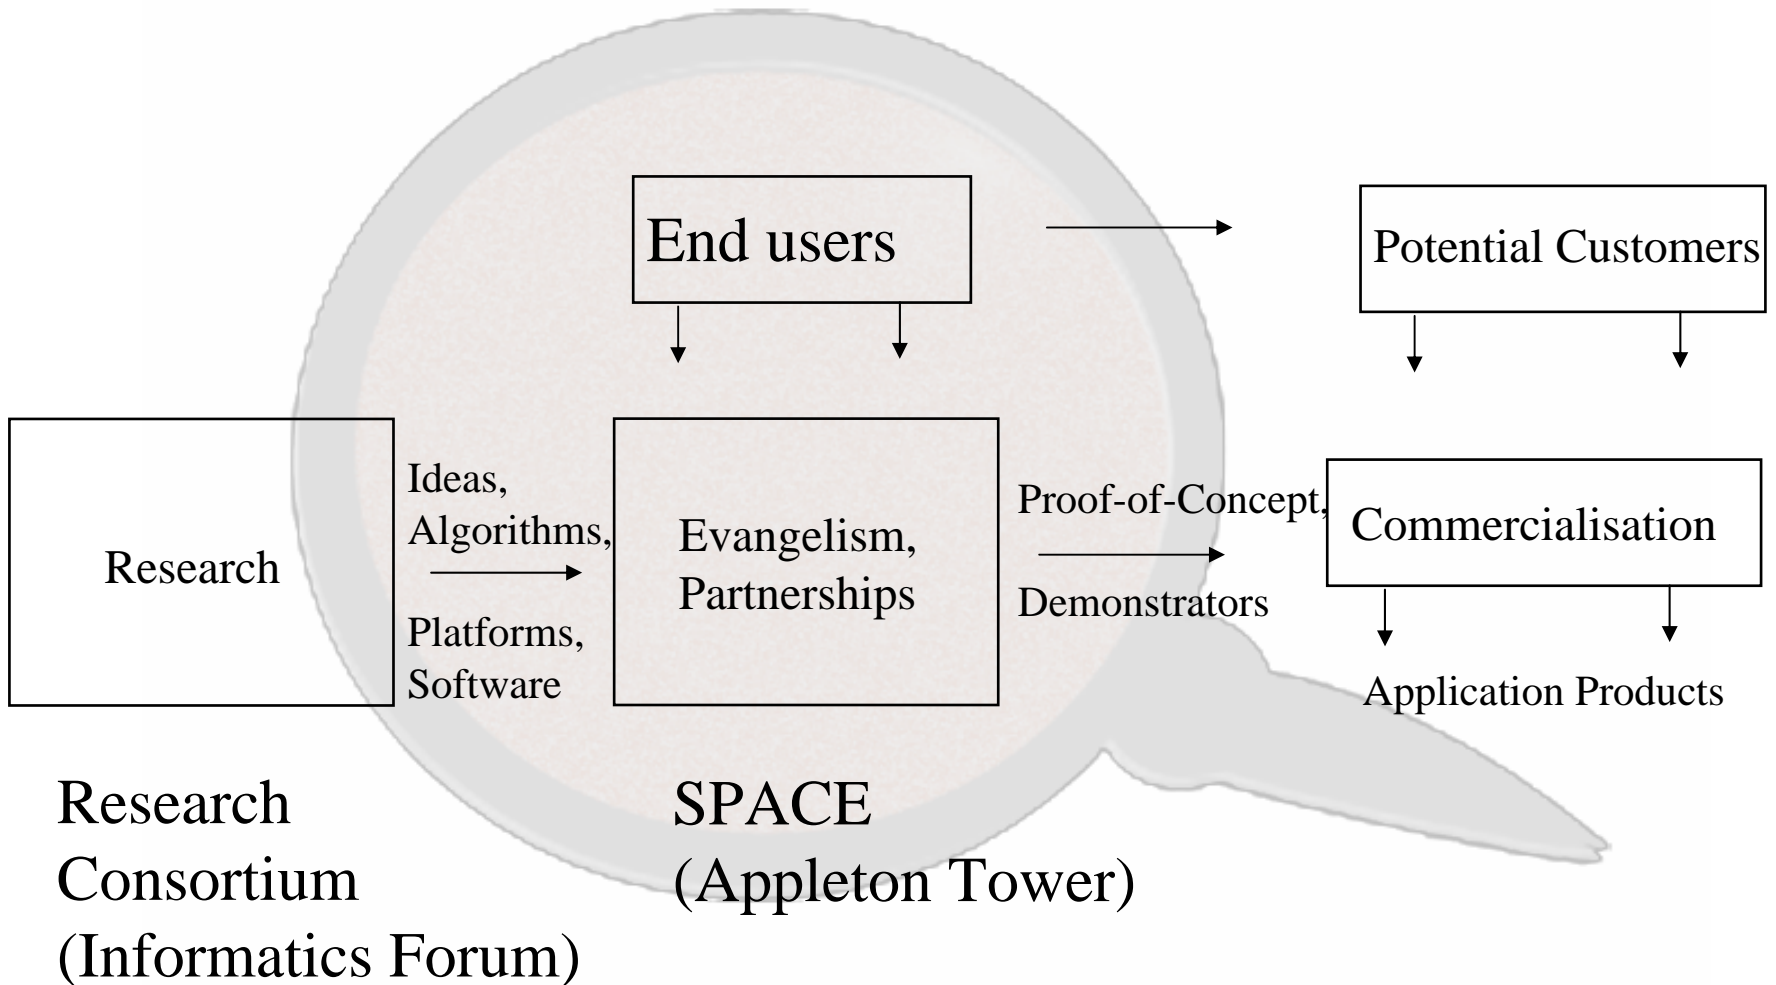 End users
Potential Customers
Research
Ideas,
Algorithms,
Platforms,
Software
Evangelism,
Partnerships
Proof-of-Concept,
Demonstrators
Commercialisation
Application Products
Research
Consortium
(Informatics Forum)
SPACE
(Appleton Tower)